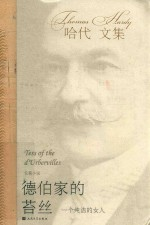 Thomas Hardy
哈代 文集
Tess of the
d'Urbervilles
德伯家的
苔丝
一个纯洁的女人